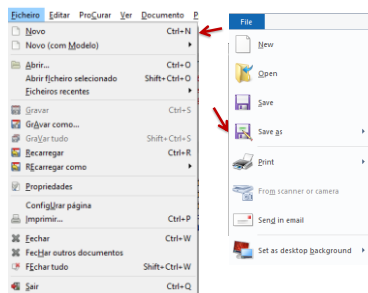 Ficheiro Editar ProCurar Ver Documento P
Novo Ctrl+N
Novo (com Modelo)
Abrir... Ctrl+O
Abrir ficheiro selecionado Shift+Ctrl+O
Ficheiros recentes
Gravar Ctrl+S
GrAvar como...
GraVar tudo Shift+Ctrl+S
Recarregar Ctrl+R
REcarregar como
Propriedades
ConfigUrar página
Imprimir... Ctrl+P
Fechar Ctrl+W
FecHar outros documentos
FEchar tudo Shift+Ctrl+W
Sair Ctrl+Q
File
New
Open
Save
Save as
Print
From scanner or camera
Send in email
Set as desktop background